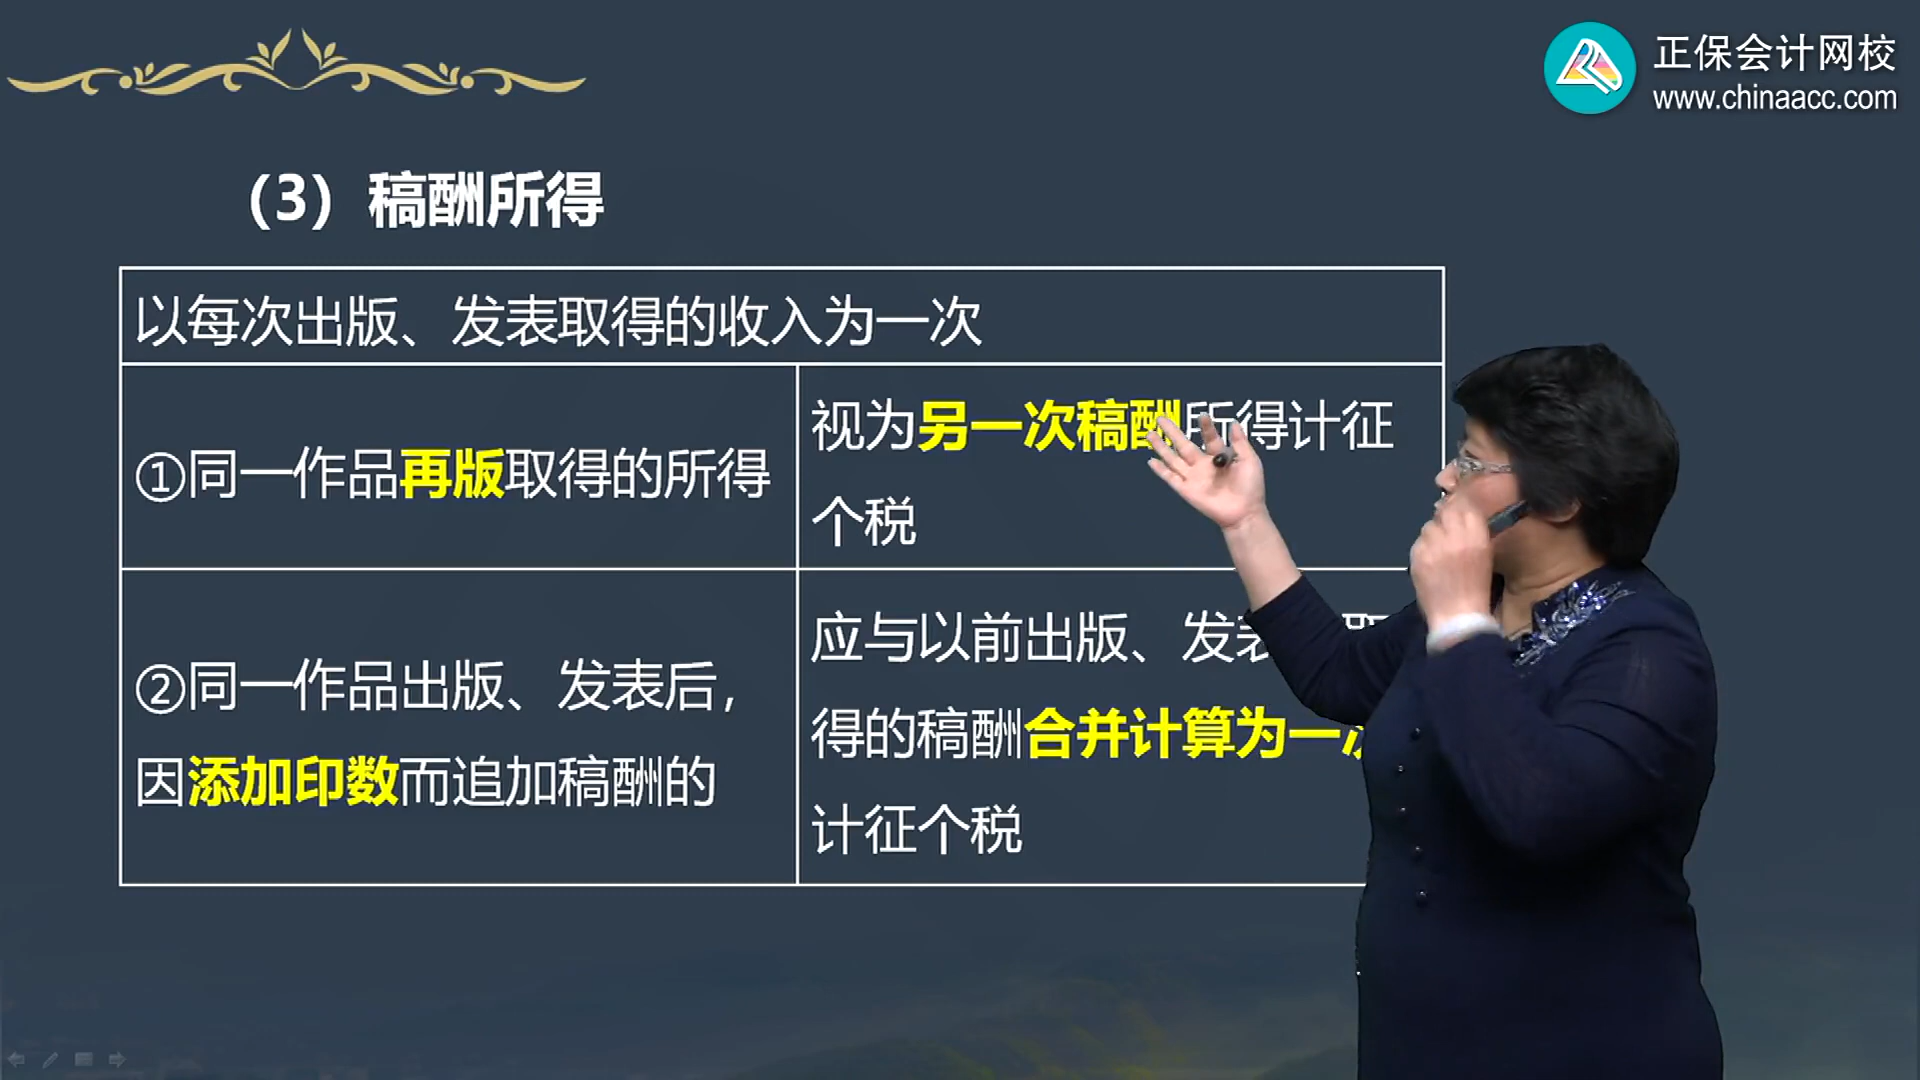 正保会计网校
www.chinaacc.com
（3）稿酬所得
以每次出版、发表取得的收入为一次
①同一作品再版取得的所得
视为另一次稿酬所得计征
个税
②同一作品出版、发表后，
因添加印数而追加稿酬的
应与以前出版、发表取
得的稿酬合并计算为一次
计征个税